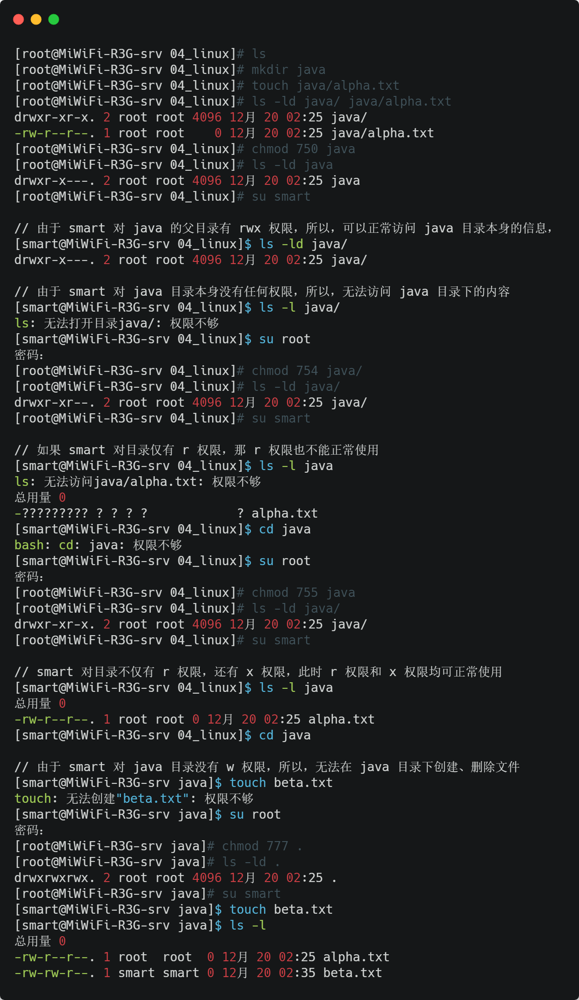 [root@MiWiFi-R3G-srv 04_linux]# ls
[root@MiWiFi-R3G-srv 04_linux]# mkdir java
[root@MiWiFi-R3G-srv 04_linux]# touch java/alpha.txt
[root@MiWiFi-R3G-srv 04_linux]# ls -ld java/ java/alpha.txt
drwxr-xr-x. 2 root root 4096 12月 20 02:25 java/
-rw-r--r--. 1 root root    0 12月 20 02:25 java/alpha.txt
[root@MiWiFi-R3G-srv 04_linux]# chmod 750 java
[root@MiWiFi-R3G-srv 04_linux]# ls -ld java
drwxr-x---. 2 root root 4096 12月 20 02:25 java
[root@MiWiFi-R3G-srv 04_linux]# su smart
// 由于 smart 对 java 的父目录有 rwx 权限，所以，可以正常访问 java 目录本身的信息，
[smart@MiWiFi-R3G-srv 04_linux]$ ls -ld java/
drwxr-x---. 2 root root 4096 12月 20 02:25 java/
// 由于 smart 对 java 目录本身没有任何权限，所以，无法访问 java 目录下的内容
[smart@MiWiFi-R3G-srv 04_linux]$ ls -l java/
ls: 无法打开目录java/: 权限不够
[smart@MiWiFi-R3G-srv 04_linux]$ su root
密码：
[root@MiWiFi-R3G-srv 04_linux]# chmod 754 java/
[root@MiWiFi-R3G-srv 04_linux]# ls -ld java/
drwxr-xr--. 2 root root 4096 12月 20 02:25 java/
[root@MiWiFi-R3G-srv 04_linux]# su smart
// 如果 smart 对目录仅有 r 权限，那 r 权限也不能正常使用
[smart@MiWiFi-R3G-srv 04_linux]$ ls -l java
ls: 无法访问java/alpha.txt: 权限不够
总用量 0
-????????? ? ? ? ?            ? alpha.txt
[smart@MiWiFi-R3G-srv 04_linux]$ cd java
bash: cd: java: 权限不够
[smart@MiWiFi-R3G-srv 04_linux]$ su root
密码：
[root@MiWiFi-R3G-srv 04_linux]# chmod 755 java
[root@MiWiFi-R3G-srv 04_linux]# ls -ld java/
drwxr-xr-x. 2 root root 4096 12月 20 02:25 java/
[root@MiWiFi-R3G-srv 04_linux]# su smart
// smart 对目录不仅有 r 权限，还有 x 权限，此时 r 权限和 x 权限均可正常使用
[smart@MiWiFi-R3G-srv 04_linux]$ ls -l java
总用量 0
-rw-r--r--. 1 root root 0 12月 20 02:25 alpha.txt
[smart@MiWiFi-R3G-srv 04_linux]$ cd java
// 由于 smart 对 java 目录没有 w 权限，所以，无法在 java 目录下创建、删除文件
[smart@MiWiFi-R3G-srv java]$ touch beta.txt
touch: 无法创建"beta.txt": 权限不够
[smart@MiWiFi-R3G-srv java]$ su root
密码：
[root@MiWiFi-R3G-srv java]# chmod 777 .
[root@MiWiFi-R3G-srv java]# ls -ld .
drwxrwxrwx. 2 root root 4096 12月 20 02:25 .
[root@MiWiFi-R3G-srv java]# su smart
[smart@MiWiFi-R3G-srv java]$ touch beta.txt
[smart@MiWiFi-R3G-srv java]$ ls -l
总用量 0
-rw-r--r--. 1 root  root  0 12月 20 02:25 alpha.txt
-rw-rw-r--. 1 smart smart 0 12月 20 02:35 beta.txt